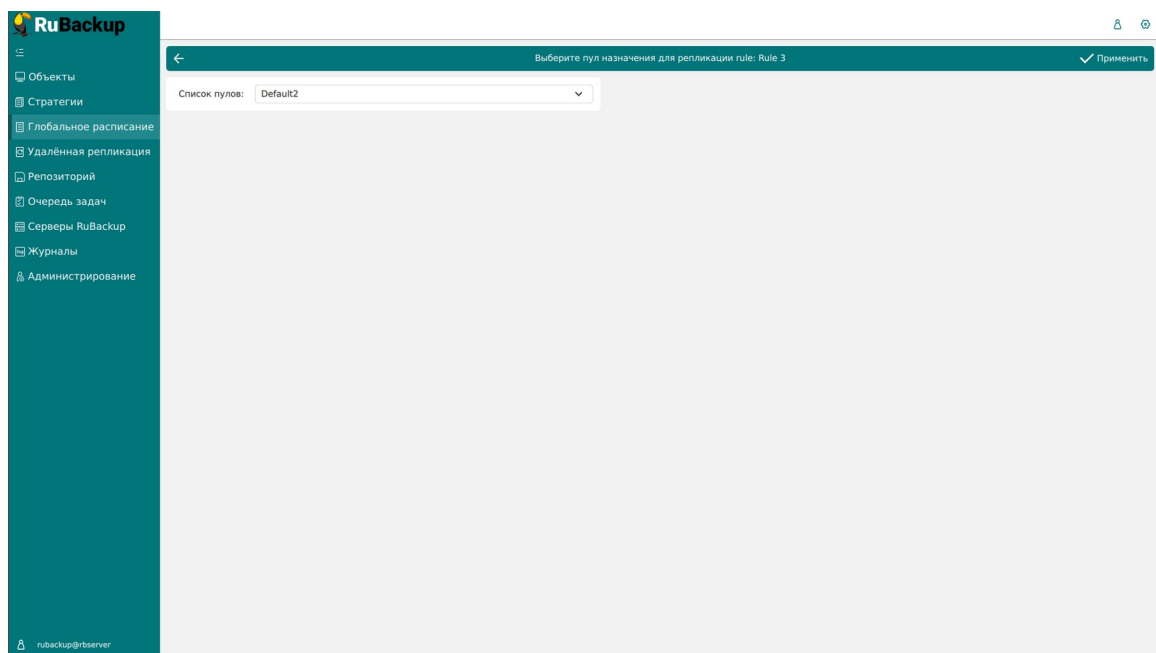 RuBackup
Выберите пул назначения для репликации rule: Rule 3
Применить
Объекты
Список пулов: Default2
Стратегии
Глобальное расписание
Удалённая репликация
Репозиторий
Очередь задач
Серверы RuBackup
Журналы
Администрирование
rubackup@rbserver